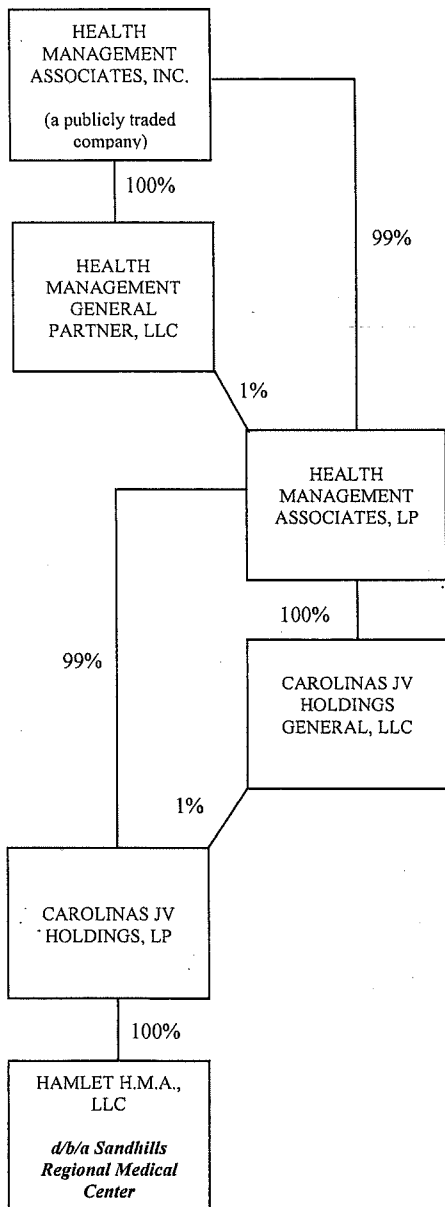 HEALTH
MANAGEMENT
ASSOCIATES, INC.
(a publicly traded
company)
100%
99%
HEALTH
MANAGEMENT
GENERAL
PARTNER, LLC
1%
HEALTH
MANAGEMENT
ASSOCIATES, LP
100%
99%
CAROLINAS JV
HOLDINGS
GENERAL, LLC
1%
CAROLINAS JV
HOLDINGS, LP
100%
HAMLET H.M.A.,
LLC
d/b/a Sandhills
Regional Medical
Center